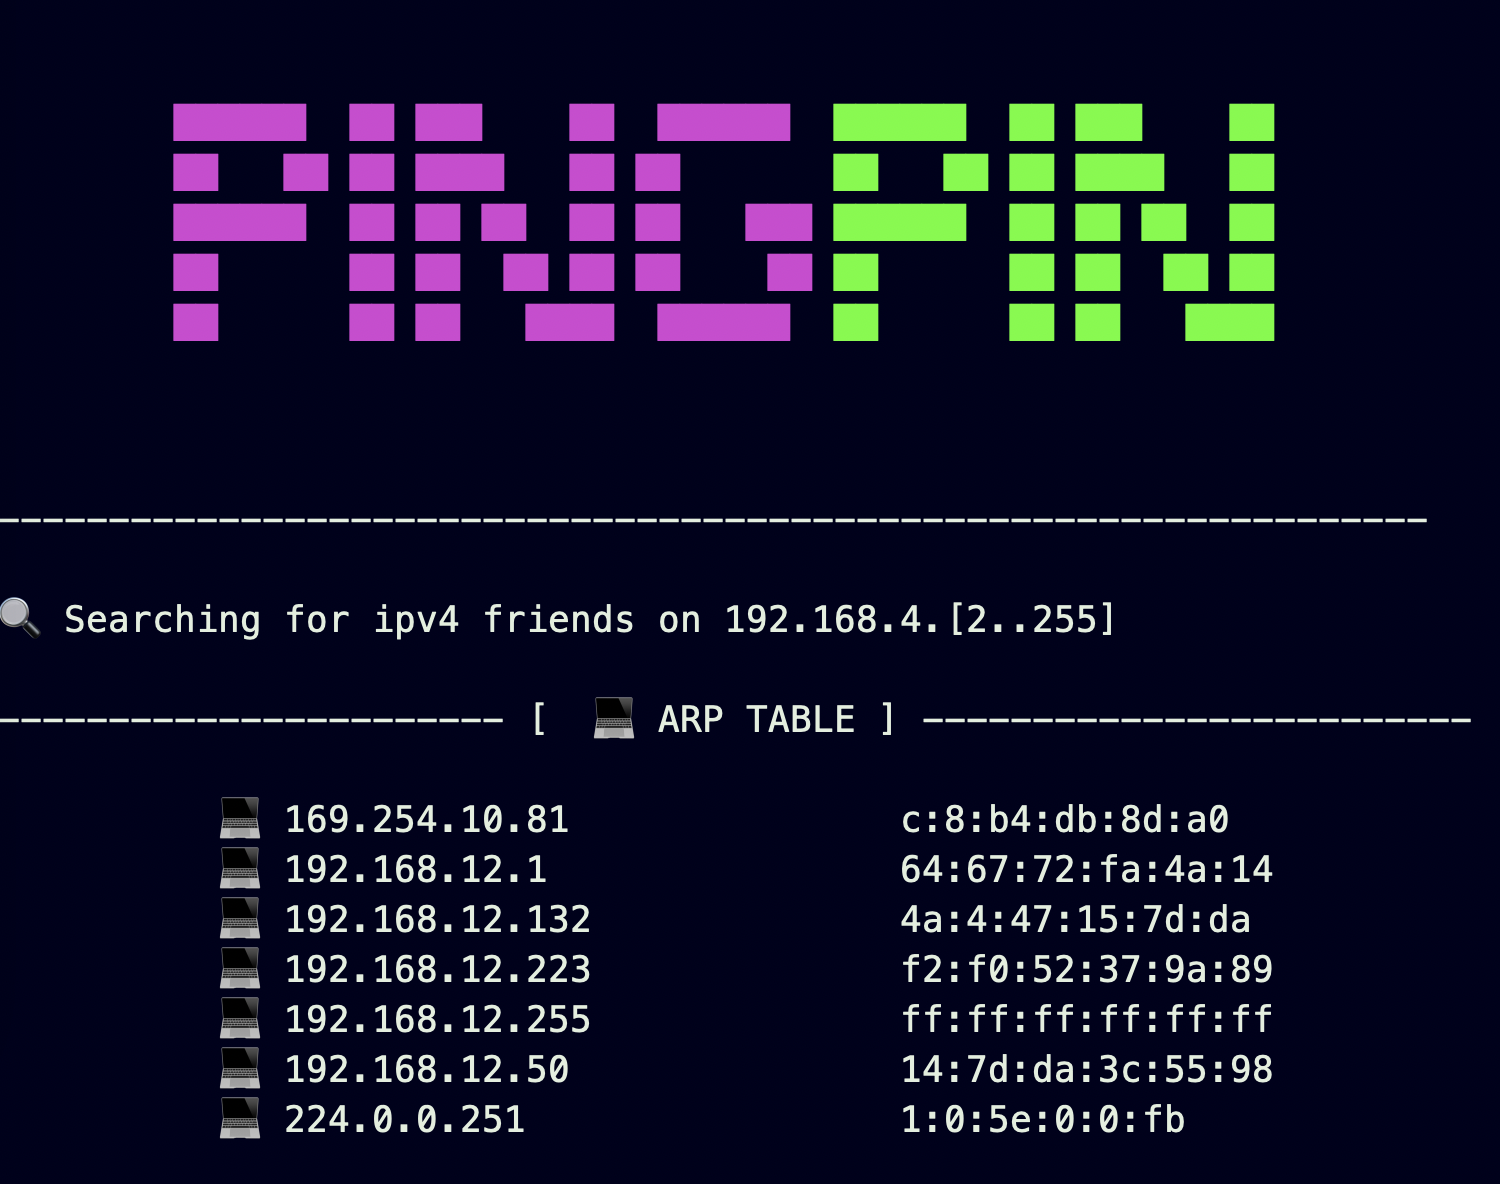 PINGPIN
-----------------------------------------------------------------
🔍 Searching for ipv4 friends on 192.168.4.[2..255]
----------------------- [  💻 ARP TABLE ] -------------------------
💻 169.254.10.81 c:8:b4:db:8d:a0
💻 192.168.12.1 64:67:72:fa:4a:14
💻 192.168.12.132 4a:4:47:15:7d:da
💻 192.168.12.223 f2:f0:52:37:9a:89
💻 192.168.12.255 ff:ff:ff:ff:ff:ff
💻 192.168.12.50 14:7d:da:3c:55:98
💻 224.0.0.251 1:0:5e:0:0:fb